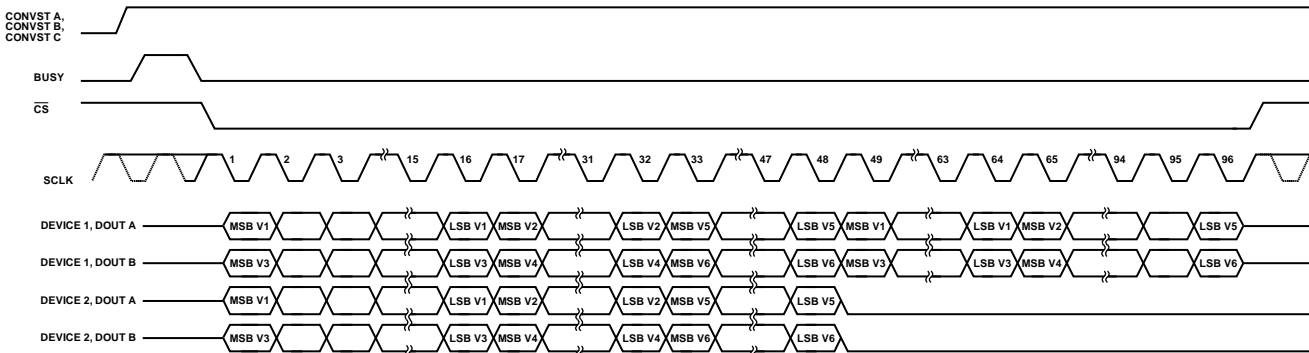 CONVST A,
CONVST B,
CONVST C
BUSY
CS
SCLK
1 2 3 15 16 17 31 32 33 47 48 49 63 64 65 94 95 96
DEVICE 1, DOUT A MSB V1 LSB V1 MSB V2 LSB V2 MSB V5 LSB V5 MSB V1 LSB V1 MSB V2 LSB V5
DEVICE 1, DOUT B MSB V3 LSB V3 MSB V4 LSB V4 MSB V6 LSB V6 MSB V3 LSB V3 MSB V4 LSB V6
DEVICE 2, DOUT A MSB V1 LSB V1 MSB V2 LSB V2 MSB V5 LSB V5
DEVICE 2, DOUT B MSB V3 LSB V3 MSB V4 LSB V4 MSB V6 LSB V6